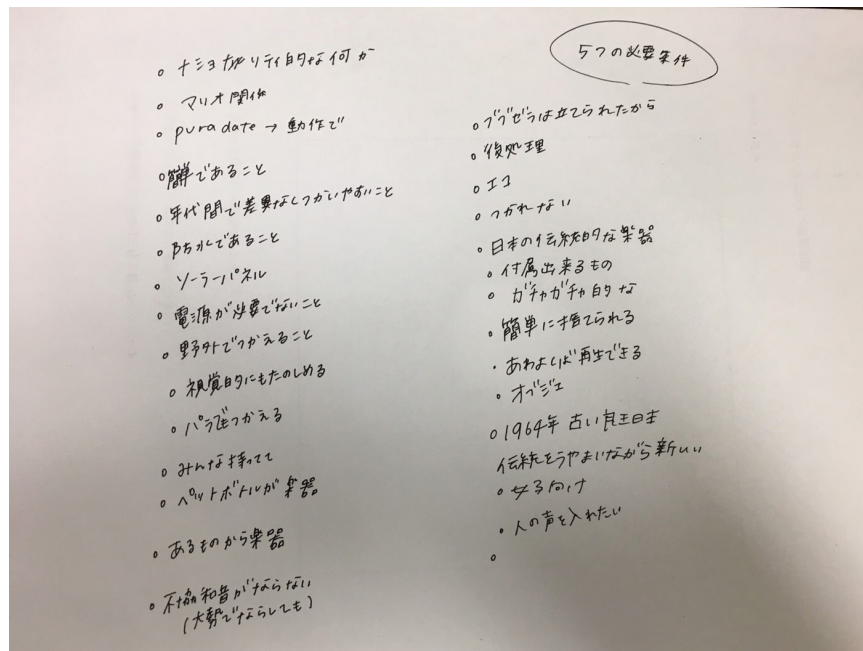 ・ナショナリティ的な何か
・マリオ関係
・pura date → 動作で
・簡単であること
・年代間で差異なくつかいやすいこと
・防水であること
・ソーラーパネル
・電源が必要でないこと
・野外でつかえること
・視覚的にもたのしめる
・パラでもつかえる
・みんな持ってて
・ペットボトルが楽器
・あるものから楽器
・不協和音がならない
(大勢でならしても)
5つの必要条件
・ブブゼラは立てられたから
・後処理
・エコ
・つかれない
・日本の伝統的な楽器
・付属出来るもの
・ガチャガチャ的な
・簡単に捨てられる
・あわよくば再生できる
・オブジェ
・1964年 古い
伝統をうやまいながら新しい
・女子向け
・人の声を入れたい
・